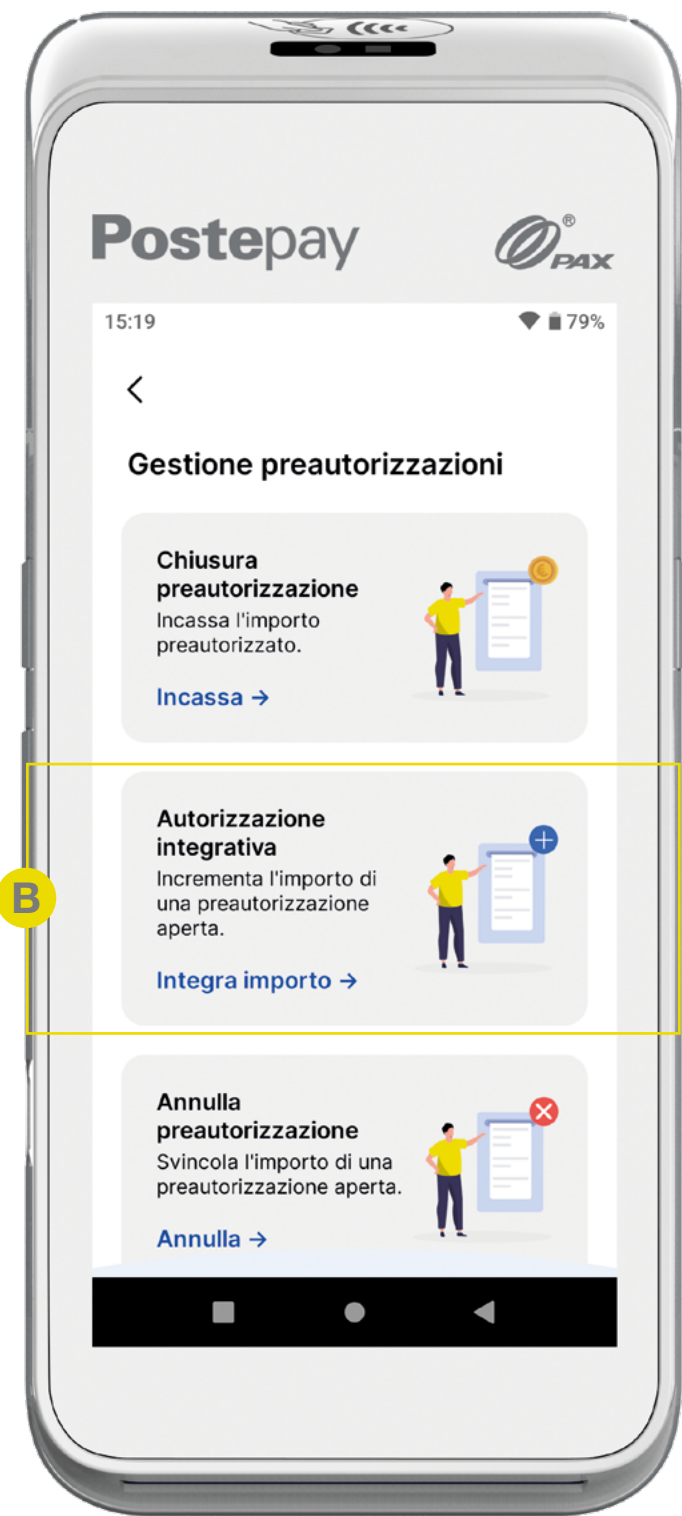 Postepay
PAX
®
15:19
79%
Gestione preautorizzazioni
Chiusura
preautorizzazione
Incassa l'importo
preautorizzato.
Incassa →
B
Autorizzazione
integrativa
Incrementa l'importo di
una preautorizzazione
aperta.
Integra importo →
Annulla
preautorizzazione
Svincola l'importo di una
preautorizzazione aperta.
Annulla →